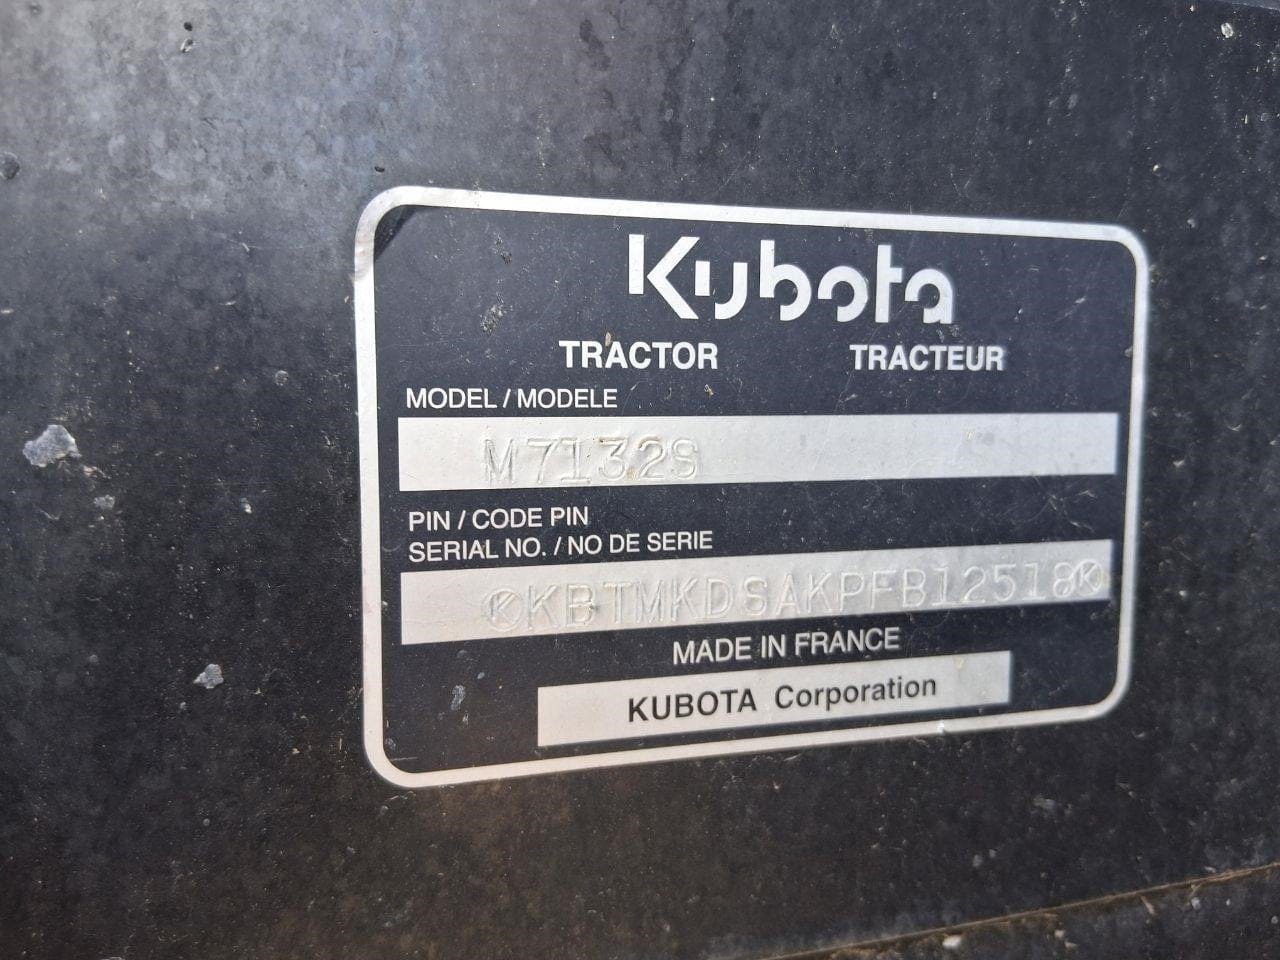 Kubota
TRACTOR TRACTEUR
MODEL / MODELE
M7132S
PIN / CODE PIN
SERIAL NO. / NO DE SERIE
KBTMKDSAKPFB12518
MADE IN FRANCE
KUBOTA Corporation